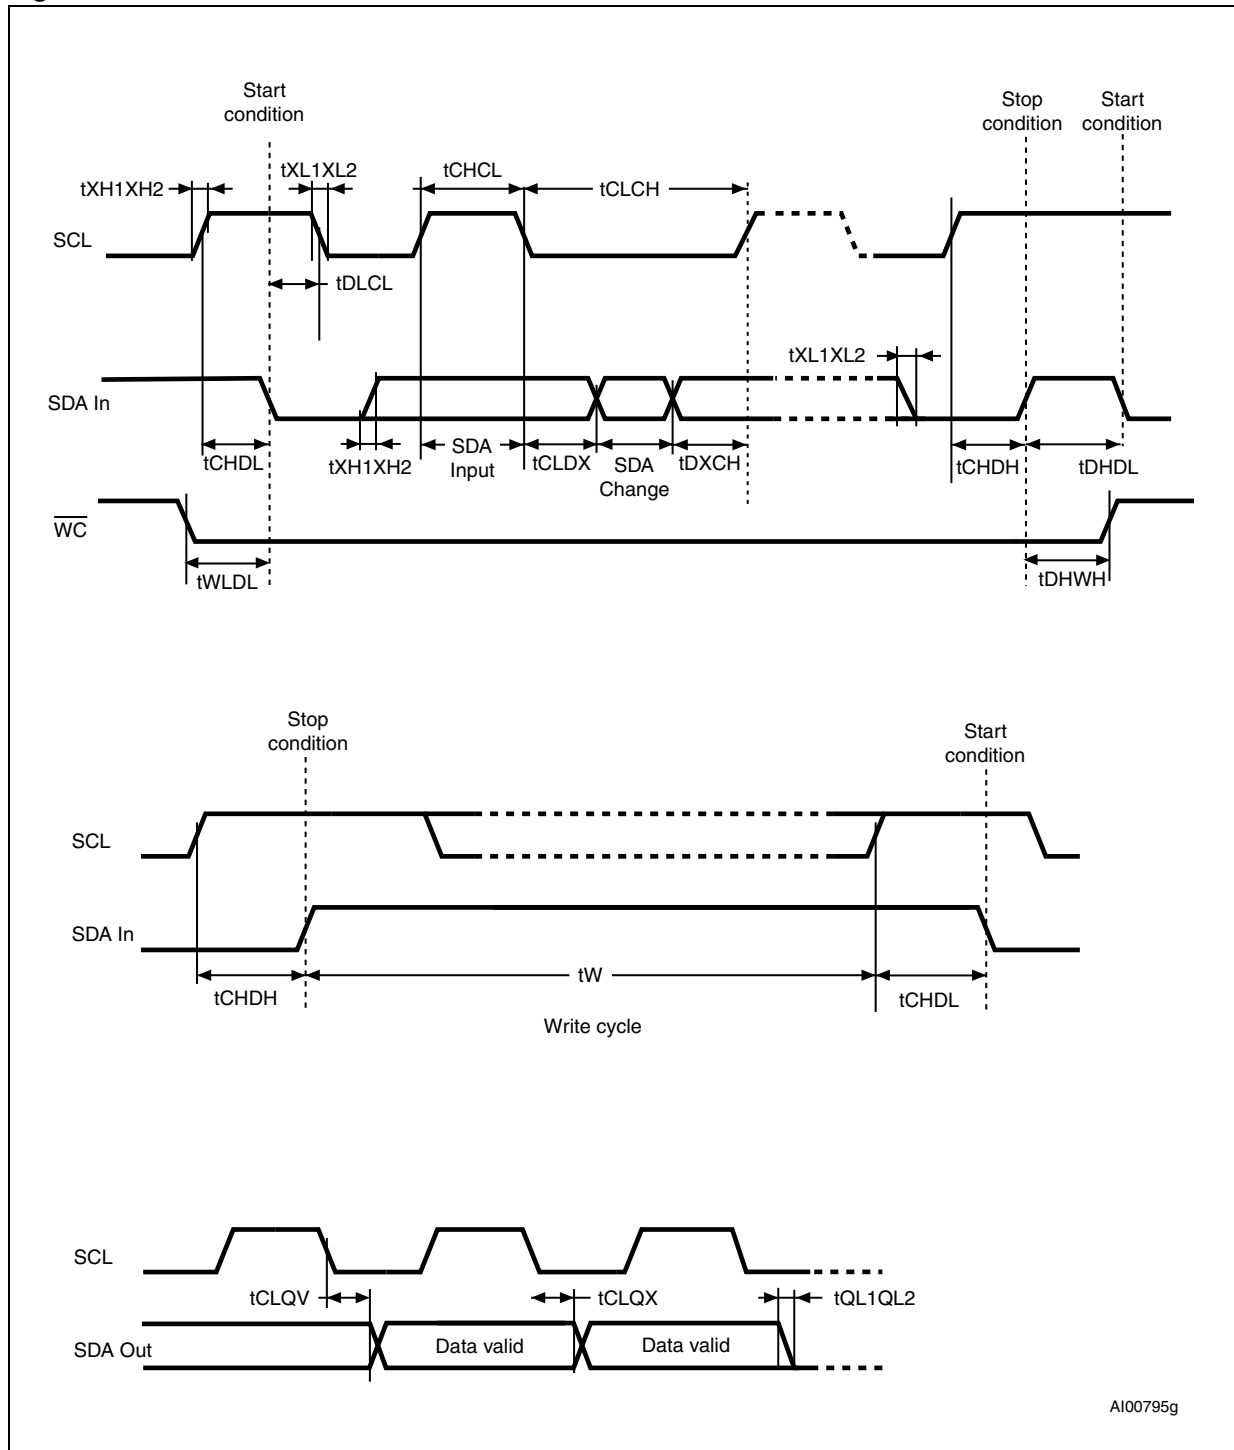 Start
condition
Stop
condition
Start
condition
tXH1XH2
tXL1XL2
tCHCL
tCLCH
SCL
tDLCL
tXL1XL2
SDA In
tCHDL
tXH1XH2
SDA
Input
tCLDX
SDA
Change
tDXCH
tCHDH
tDHDL
WC
tWLDL
tDHWH
Stop
condition
Start
condition
SCL
SDA In
tCHDH
tW
tCHDL
Write cycle
SCL
tCLQV
tCLQX
tQL1QL2
SDA Out
Data valid
Data valid
AI00795g